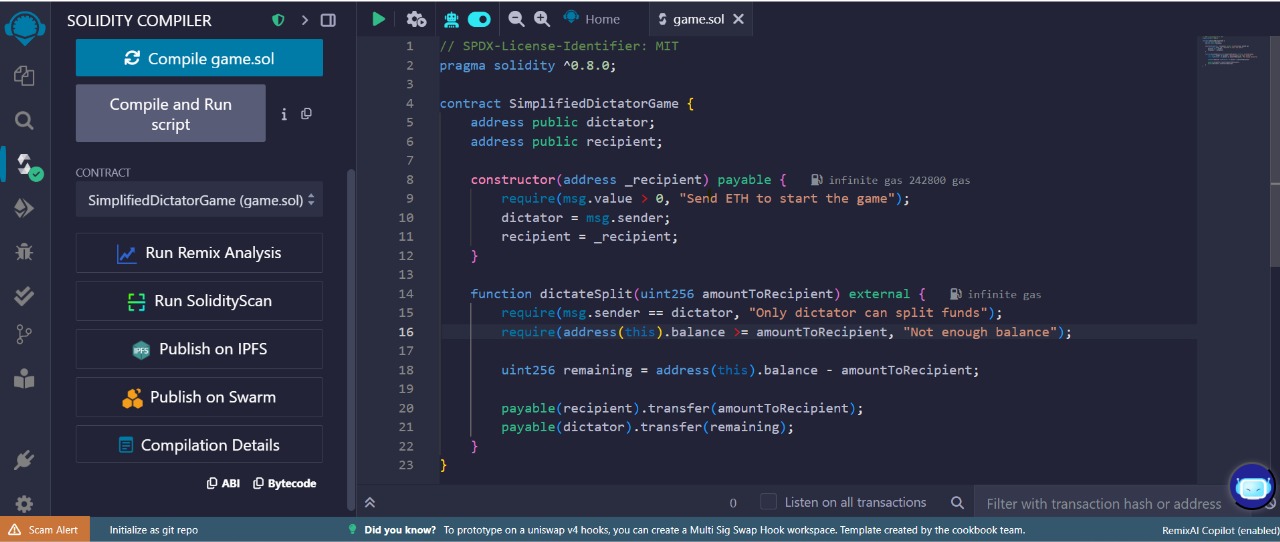 SOLIDITY COMPILER
Compile game.sol
Compile and Run
script
i
CONTRACT
SimplifiedDictatorGame (game.sol)
Run Remix Analysis
Run SolidityScan
IPFS
Publish on IPFS
Publish on Swarm
Compilation Details
ABI
Bytecode
Home
game.sol
1 // SPDX-License-Identifier: MIT
2 pragma solidity ^0.8.0;
3
4 contract SimplifiedDictatorGame {
5 address public dictator;
6 address public recipient;
7
8 constructor(address _recipient) payable { infinite gas 242800 gas
9 require(msg.value > 0, "Send ETH to start the game");
10 dictator = msg.sender;
11 recipient = _recipient;
12 }
13
14 function dictateSplit(uint256 amountToRecipient) external { infinite gas
15 require(msg.sender == dictator, "Only dictator can split funds");
16 require(address(this).balance >= amountToRecipient, "Not enough balance");
17
18 uint256 remaining = address(this).balance - amountToRecipient;
19
20 payable(recipient).transfer(amountToRecipient);
21 payable(dictator).transfer(remaining);
22 }
23 }
0 Listen on all transactions Filter with transaction hash or address
Scam Alert Initialize as git repo Did you know? To prototype on a uniswap v4 hooks, you can create a Multi Sig Swap Hook workspace. Template created by the cookbook team. RemixAI Copilot (enabled)